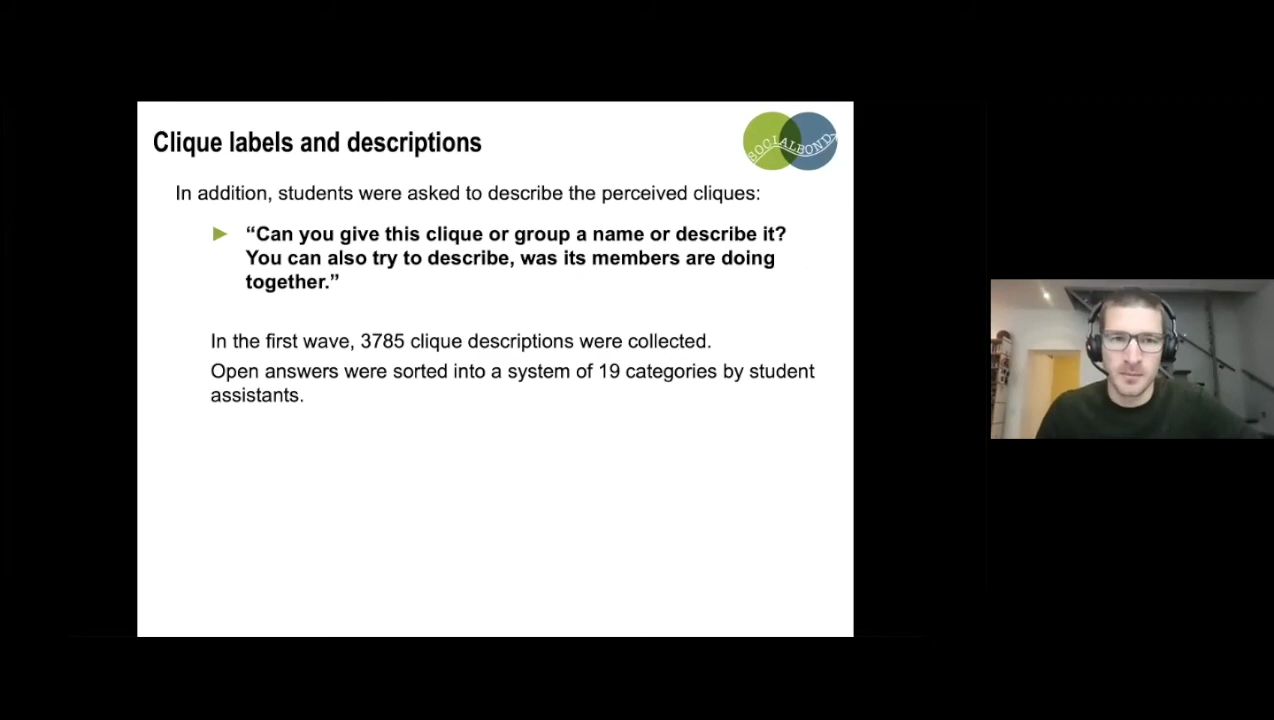 Clique labels and descriptions
SOCIALBOND
In addition, students were asked to describe the perceived cliques:
“Can you give this clique or group a name or describe it?
You can also try to describe, was its members are doing
together.”
In the first wave, 3785 clique descriptions were collected.
Open answers were sorted into a system of 19 categories by student
assistants.